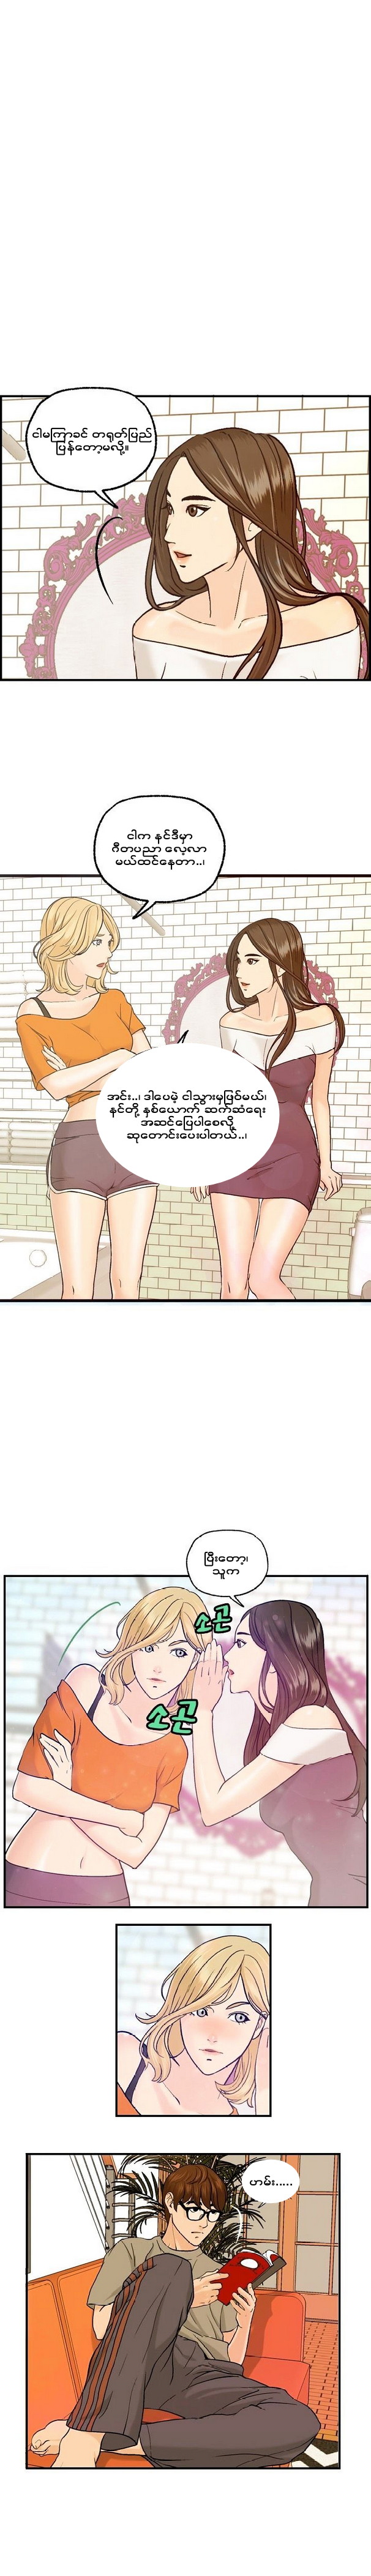 ငါမကြာခင် တရုတ်ပြည်
ပြန်တော့မလို့။
ငါက နင်ဒီမှာ
ဂီတပညာ လေ့လာ
မယ်ထင်နေတာ..၊
အင်း..၊ ဒါပေမဲ့ ငါသွားမှဖြစ်မယ်၊
နင်တို့ နှစ်ယောက် ဆက်ဆံရေး
အဆင်ပြေပါစေလို့
ဆုတောင်းပေးပါတယ်..၊
ပြီးတော့၊
သူက
소곤
소곤
ဟမ်း.....